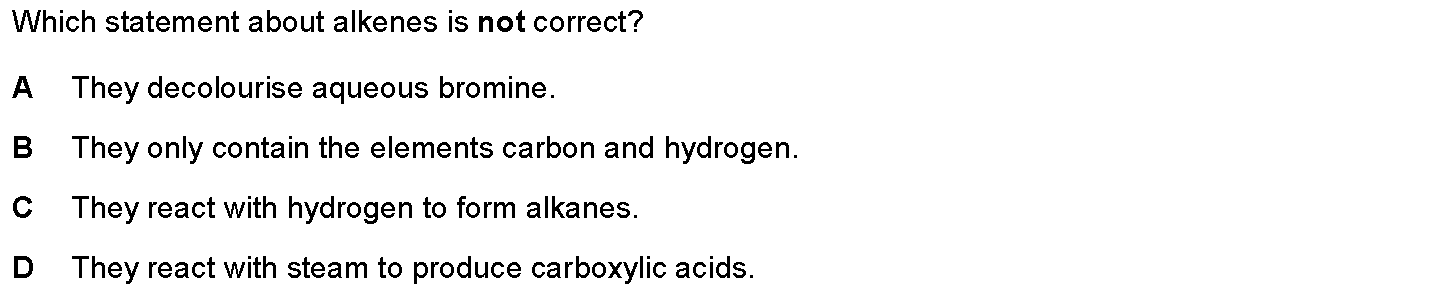 Which statement about alkenes is not correct?
A They decolourise aqueous bromine.
B They only contain the elements carbon and hydrogen.
C They react with hydrogen to form alkanes.
D They react with steam to produce carboxylic acids.